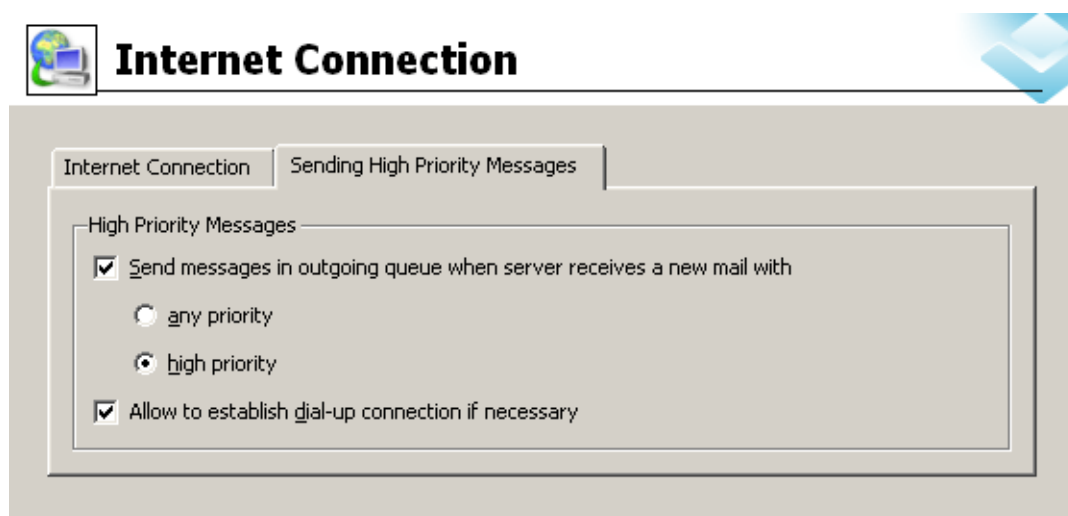 Internet Connection
Internet Connection
Sending High Priority Messages
High Priority Messages
Send messages in outgoing queue when server receives a new mail with
any priority
high priority
Allow to establish dial-up connection if necessary